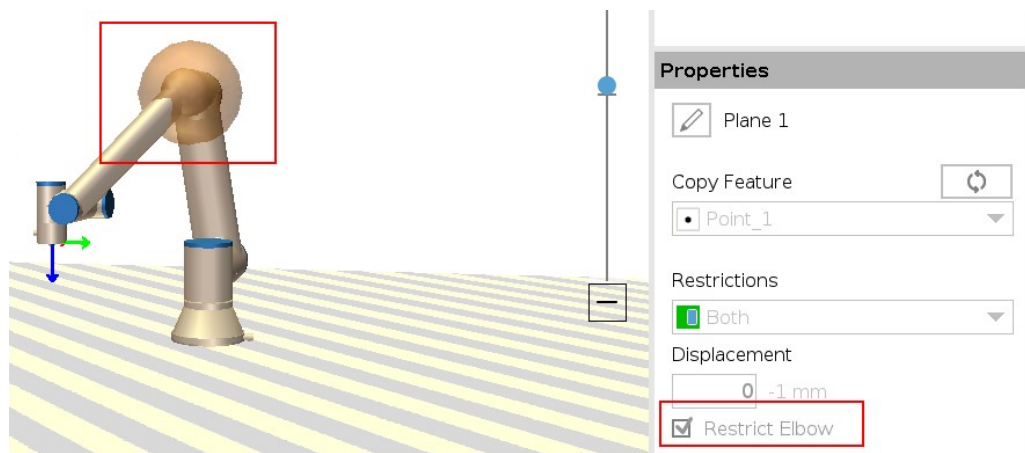 Properties
Plane 1
Copy Feature
Point_1
Restrictions
Both
Displacement
0 -1 mm
Restrict Elbow